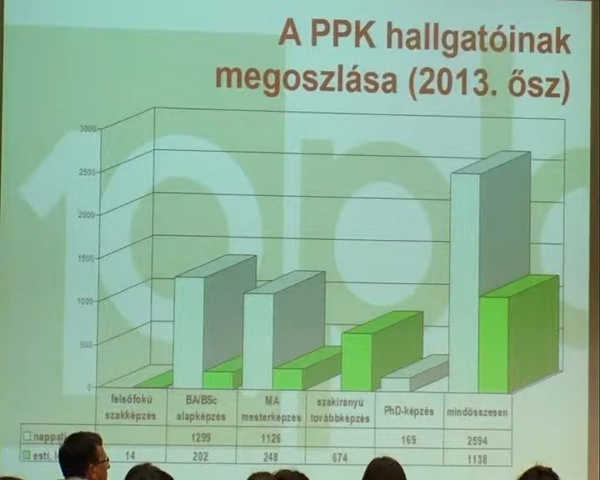 A PPK hallgatóinak
megoszlása (2013. ősz)
3000
2500
2000
1500
1000
500
0
felsőfokú szakképzés BA/BSc alapképzés MA mesterképzés szakirányú továbbképzés PhD-képzés mindösszesen
nappali 1299 1126 169 2594
esti, 14 202 248 674 1138